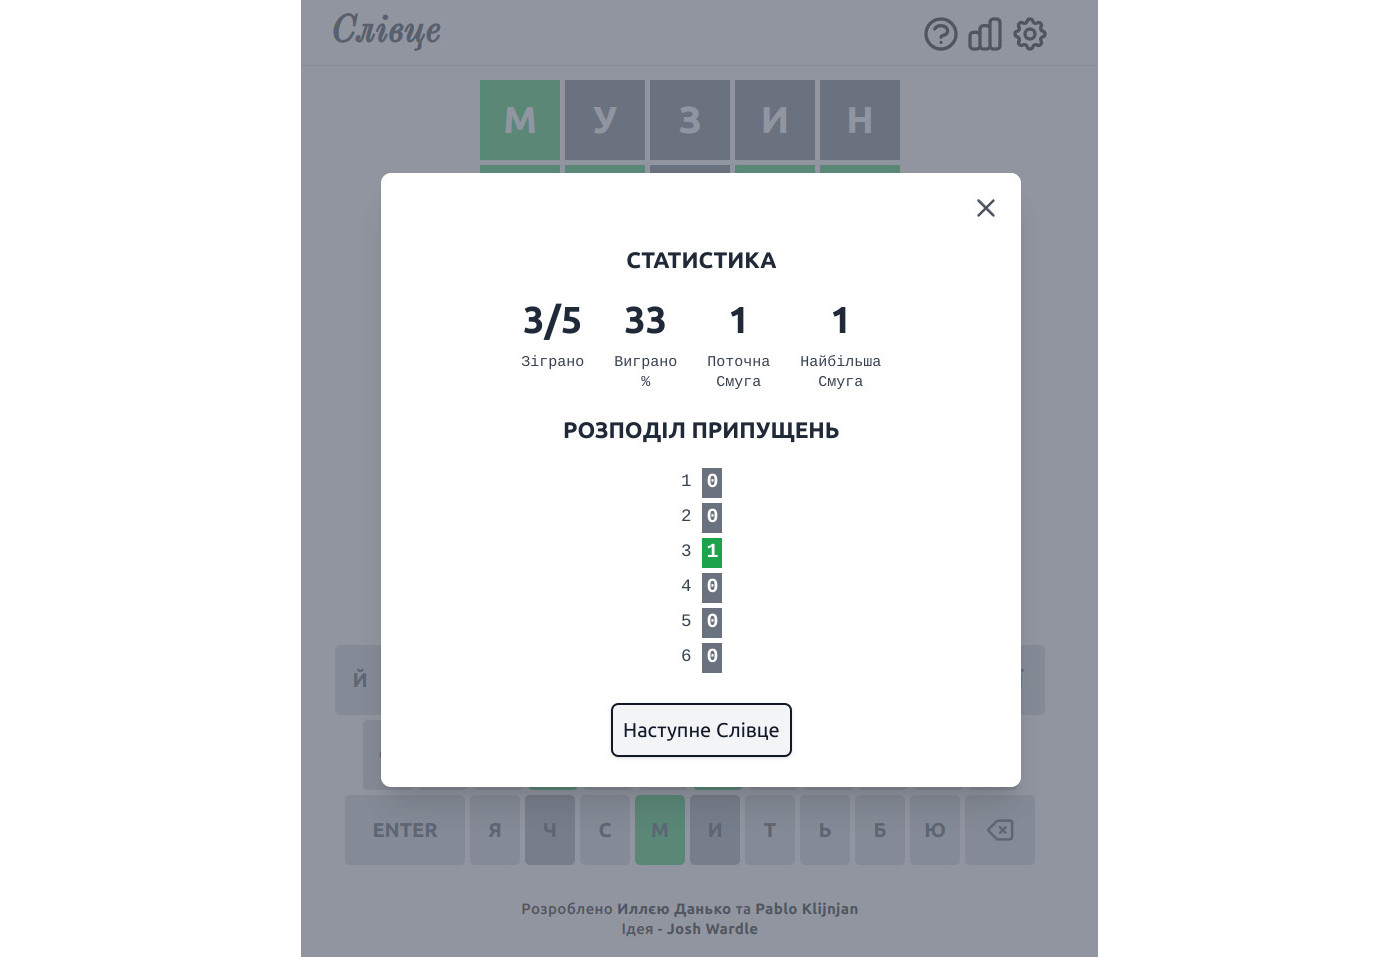 Слівце
М У З И Н
СТАТИСТИКА
3/5 33 1 1
Зіграно Виграно Поточна Найбільша
% Смуга Смуга
РОЗПОДІЛ ПРИПУЩЕНЬ
1 0
2 0
3 1
4 0
5 0
6 0
Й
Наступне Слівце
ENTER Я Ч С М И Т Ь Б Ю
Розроблено Иллєю Данько та Pablo Klijnjan
Ідея - Josh Wardle